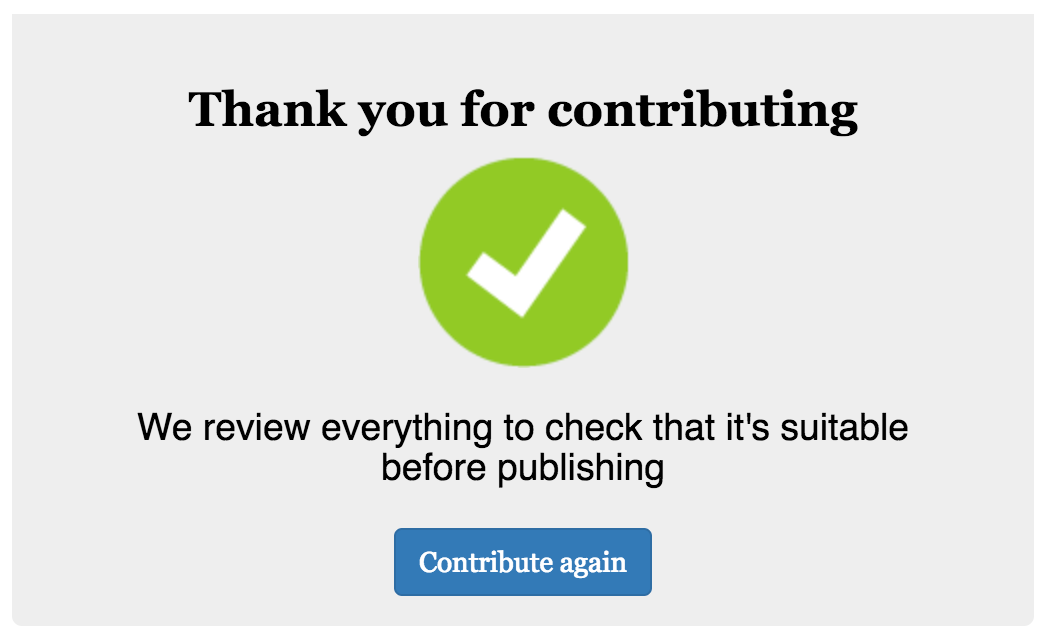 Thank you for contributing
We review everything to check that it's suitable
before publishing
Contribute again